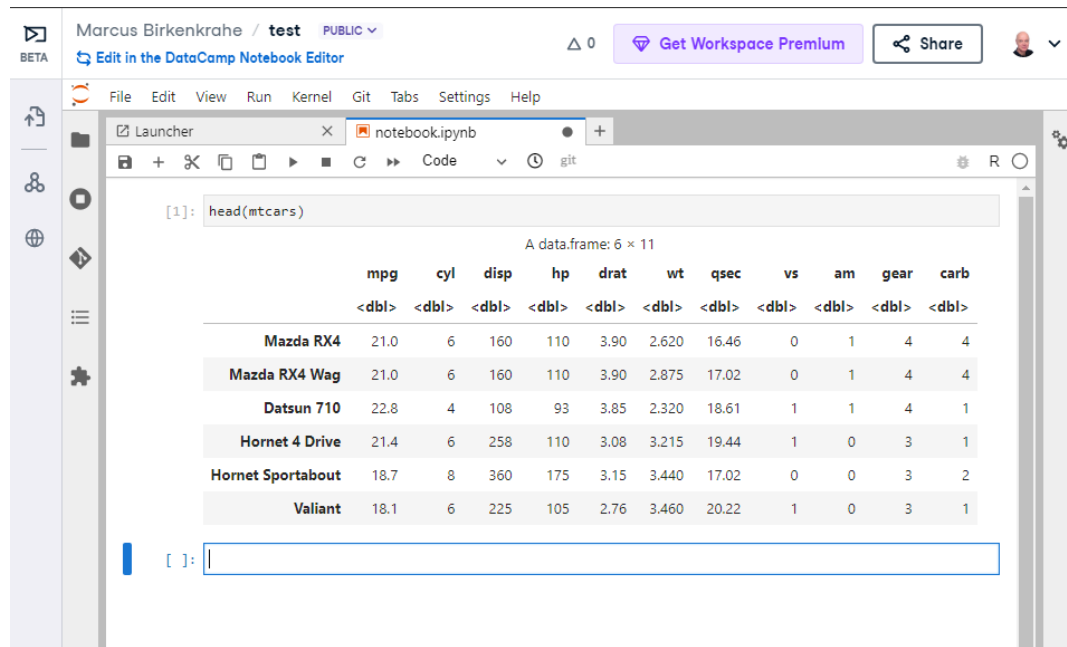 Marcus Birkenkrahe / test PUBLIC
BETA
Edit in the DataCamp Notebook Editor
0
Get Workspace Premium
Share
File Edit View Run Kernel Git Tabs Settings Help
Launcher
notebook.ipynb
Code
git
R
[1]: head(mtcars)
A data.frame: 6 × 11
mpg cyl disp hp drat wt qsec vs am gear carb
<dbl> <dbl> <dbl> <dbl> <dbl> <dbl> <dbl> <dbl> <dbl> <dbl> <dbl>
Mazda RX4 21.0 6 160 110 3.90 2.620 16.46 0 1 4 4
Mazda RX4 Wag 21.0 6 160 110 3.90 2.875 17.02 0 1 4 4
Datsun 710 22.8 4 108 93 3.85 2.320 18.61 1 1 4 1
Hornet 4 Drive 21.4 6 258 110 3.08 3.215 19.44 1 0 3 1
Hornet Sportabout 18.7 8 360 175 3.15 3.440 17.02 0 0 3 2
Valiant 18.1 6 225 105 2.76 3.460 20.22 1 0 3 1
[ ]: